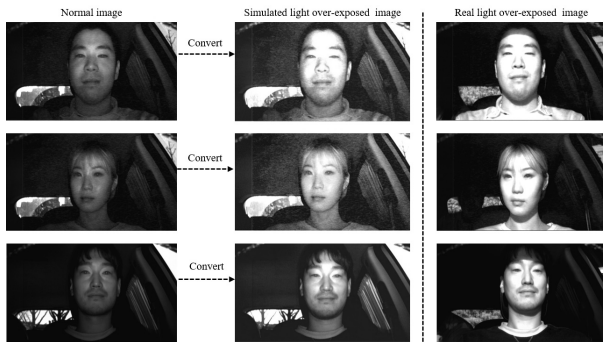 Normal image
Simulated light over-exposed image
Real light over-exposed image
Convert
Convert
Convert